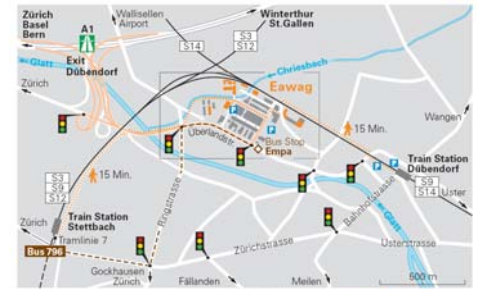 Zürich
Basel
Bern
A1
Exit
Dübendorf
Wallisellen
Airport
S14
S3
S12
Winterthur
St.Gallen
Glatt
Zürich
Chriesbach
Eawag
P
P
Überlandstr.
Bus Stop
Empa
15 Min.
Wangen
P
P
Train Station
Dübendorf
S9
S14
Uster
15 Min.
S3
S9
S12
Zürich
Train Station
Stettbach
Tramlinie 7
Bus 796
Ringstrasse
Bahnhofstrasse
Glatt
Zürichstrasse
Usterstrasse
Gockhausen
Zürich
Fällanden
Meilen
500 m